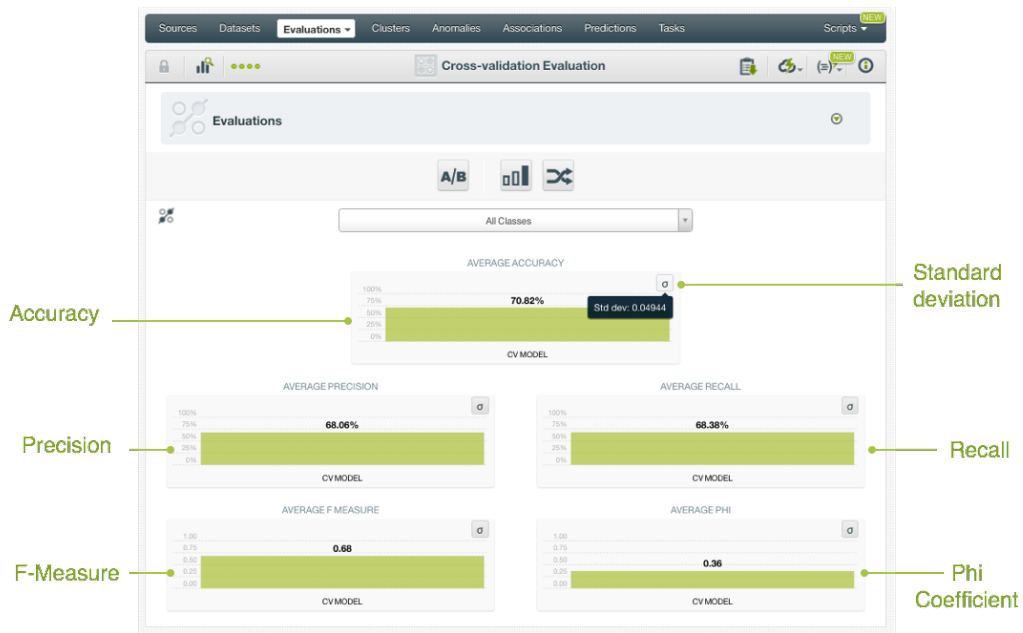 NEW
Sources Datasets Evaluations Clusters Anomalies Associations Predictions Tasks Scripts
NEW
Cross-validation Evaluation
Evaluations
A/B
All Classes
AVERAGE ACCURACY
σ
Standard
deviation
100%
75%
50%
25%
0%
70.82%
Std dev: 0.04944
Accuracy
CV MODEL
AVERAGE PRECISION
σ
100%
75%
50%
25%
0%
68.06%
Precision
CV MODEL
AVERAGE RECALL
σ
100%
75%
50%
25%
0%
68.38%
Recall
CV MODEL
AVERAGE F MEASURE
σ
1.00
0.75
0.50
0.25
0.00
0.68
F-Measure
CV MODEL
AVERAGE PHI
σ
1.00
0.75
0.50
0.25
0.00
0.36
Phi
Coefficient
CV MODEL